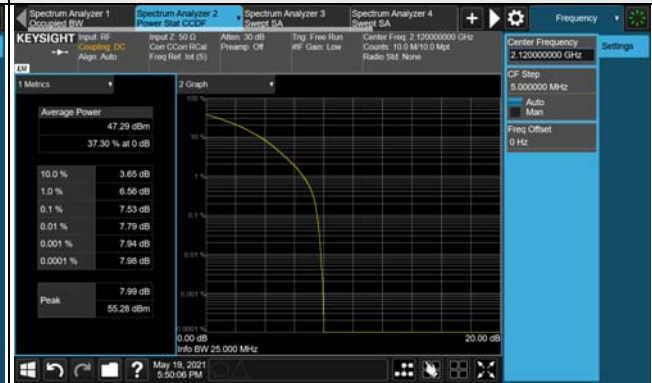 Spectrum Analyzer 1
Occupied BW
Spectrum Analyzer 2
Power Stat CCDF
Spectrum Analyzer 3
Swept SA
Spectrum Analyzer 4
Swept SA
Frequency
KEYSIGHT
Input: RF
Coupling: DC
Align: Auto
Input Z: 50 Ω
Corr CCorr RCal
Freq Ref: Int (S)
Atten: 30 dB
Preamp: Off
Trig: Free Run
#IF Gain: Low
Center Freq: 2.120000000 GHz
Counts: 10.0 M/10.0 Mpt
Radio Std: None
LXI
Center Frequency
2.120000000 GHz
Settings
CF Step
5.000000 MHz
Auto
Man
Freq Offset
0 Hz
1 Metrics
Average Power
47.29 dBm
37.30 % at 0 dB
10.0 % 3.65 dB
1.0 % 6.56 dB
0.1 % 7.53 dB
0.01 % 7.79 dB
0.001 % 7.94 dB
0.0001 % 7.98 dB
Peak
7.99 dB
55.28 dBm
2 Graph
100 %
10 %
1 %
0.1 %
0.01 %
0.001 %
0.0001 %
0.00 dB
20.00 dB
Info BW 25.000 MHz
May 19, 2021
5:50:06 PM